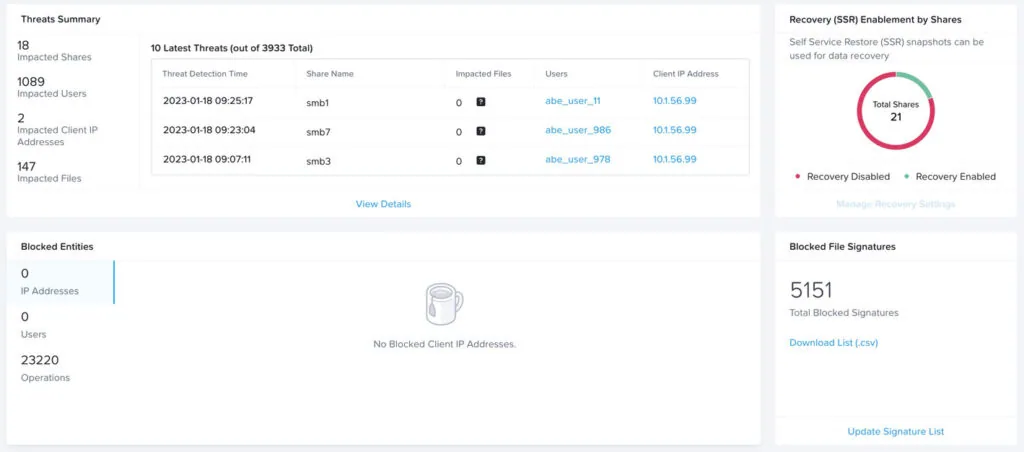 Threats Summary
18
Impacted Shares
1089
Impacted Users
2
Impacted Client IP
Addresses
147
Impacted Files
10 Latest Threats (out of 3933 Total)
Threat Detection Time Share Name Impacted Files Users Client IP Address
2023-01-18 09:25:17 smb1 0 ? abe_user_11 10.1.56.99
2023-01-18 09:23:04 smb7 0 ? abe_user_986 10.1.56.99
2023-01-18 09:07:11 smb3 0 ? abe_user_978 10.1.56.99
View Details
Recovery (SSR) Enablement by Shares
Self Service Restore (SSR) snapshots can be
used for data recovery
Total Shares
21
Recovery Disabled Recovery Enabled
Manage Recovery Settings
Blocked Entities
0
IP Addresses
0
Users
23220
Operations
No Blocked Client IP Addresses.
Blocked File Signatures
5151
Total Blocked Signatures
Download List (.csv)
Update Signature List